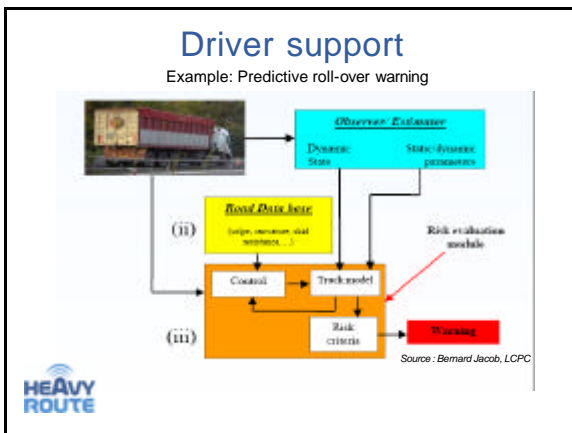 Driver support
Example: Predictive roll-over warning
Observer/ Estimator
Dynamic
State
Static/dynamic
parameters
Road Data base
(ii)
resistance, ...)
Risk evaluation
module
Control
Truck model
(iii)
Risk
criteria
Warning
Source : Bernard Jacob, LCPC
HEAVY
ROUTE